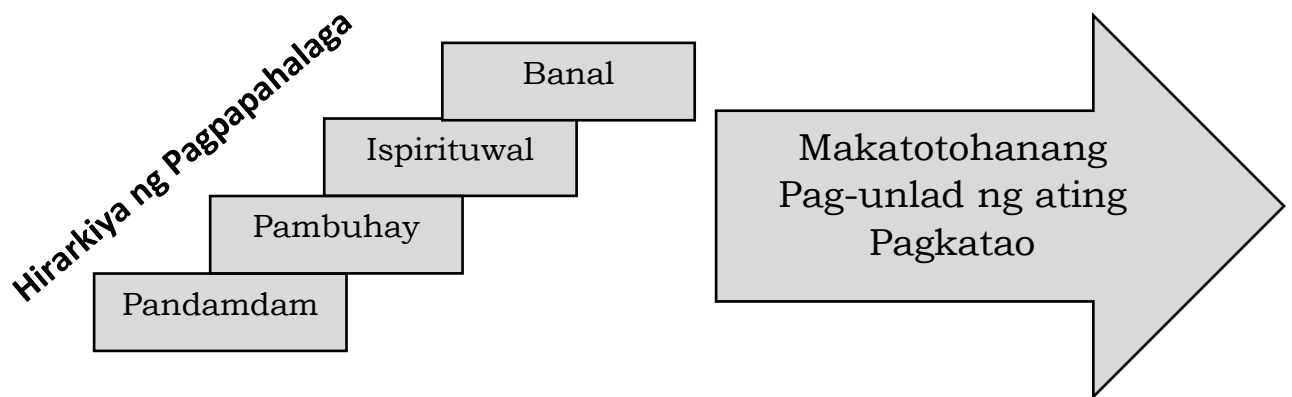 Hirarkiya ng Pagpapahalaga
Banal
Ispirituwal
Pambuhay
Pandamdam
Makatotohanang
Pag-unlad ng ating
Pagkatao